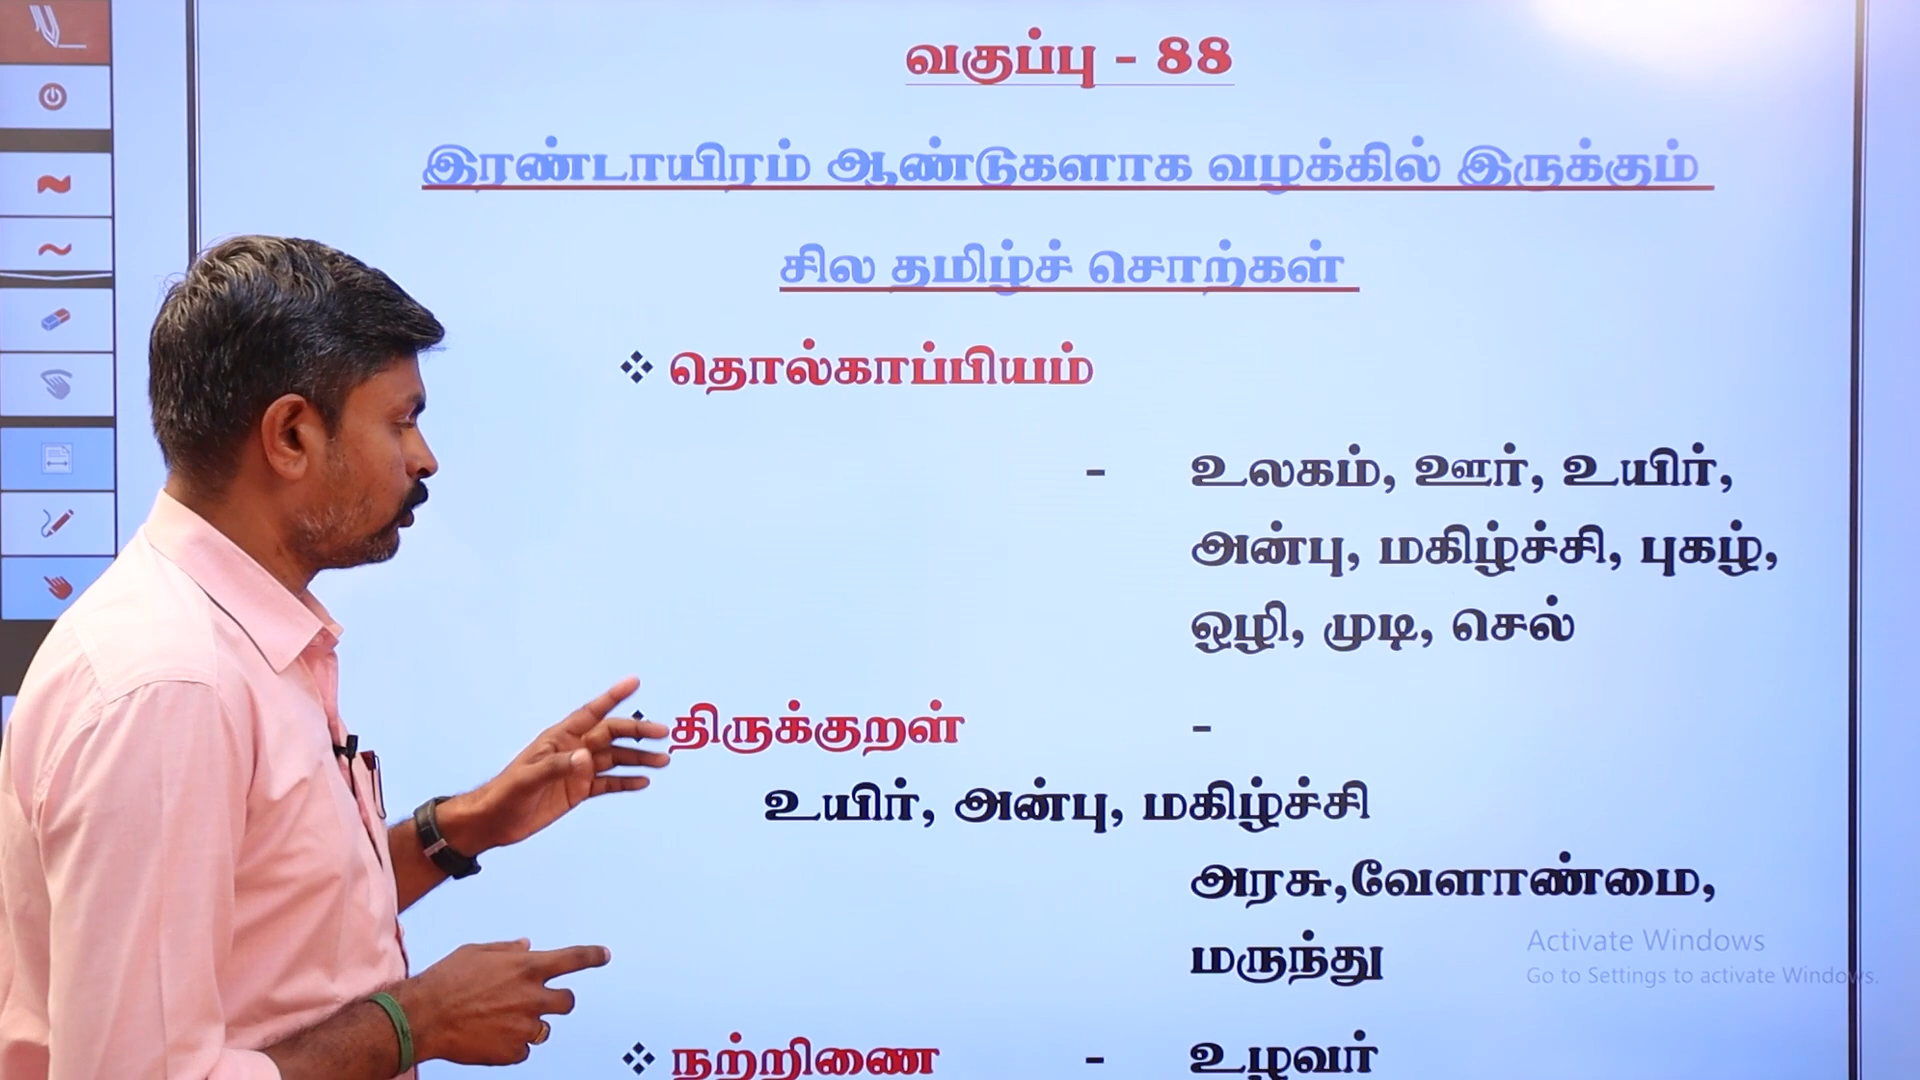 வகுப்பு - 88
இரண்டாயிரம் ஆண்டுகளாக வழக்கில் இருக்கும்
சில தமிழ்ச் சொற்கள்
❖ தொல்காப்பியம்
- உலகம், ஊர், உயிர்,
அன்பு, மகிழ்ச்சி, புகழ்,
ஒழி, முடி, செல்
❖ திருக்குறள் -
உயிர், அன்பு, மகிழ்ச்சி
அரசு,வேளாண்மை,
மருந்து
Activate Windows
Go to Settings to activate Windows.
❖ நற்றிணை - உழவர்